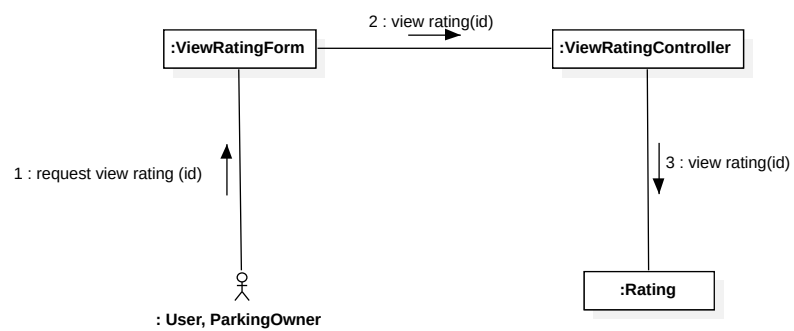 2 : view rating(id)
:ViewRatingForm
:ViewRatingController
1 : request view rating (id)
3 : view rating(id)
:Rating
: User, ParkingOwner